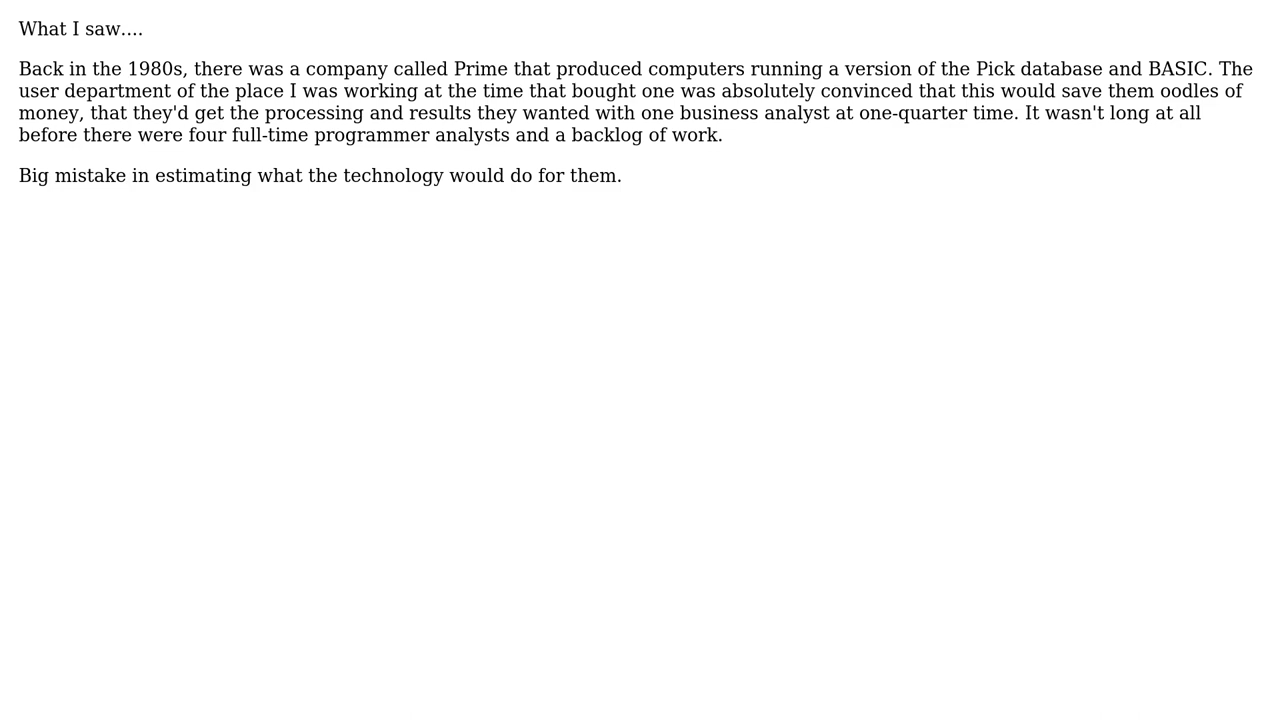 What I saw....
Back in the 1980s, there was a company called Prime that produced computers running a version of the Pick database and BASIC. The
user department of the place I was working at the time that bought one was absolutely convinced that this would save them oodles of
money, that they'd get the processing and results they wanted with one business analyst at one-quarter time. It wasn't long at all
before there were four full-time programmer analysts and a backlog of work.
Big mistake in estimating what the technology would do for them.